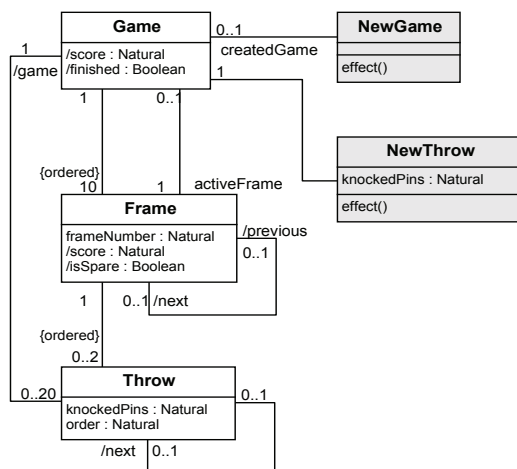 Game
/score : Natural
/finished : Boolean
1
/game
0..1
createdGame
1
NewGame
effect()
1
0..1
{ordered}
10
1
activeFrame
NewThrow
knockedPins : Natural
effect()
Frame
frameNumber : Natural
/score : Natural
/isSpare : Boolean
/previous
0..1
1
0..1
/next
{ordered}
0..2
0..20
Throw
knockedPins : Natural
order : Natural
0..1
/next
0..1